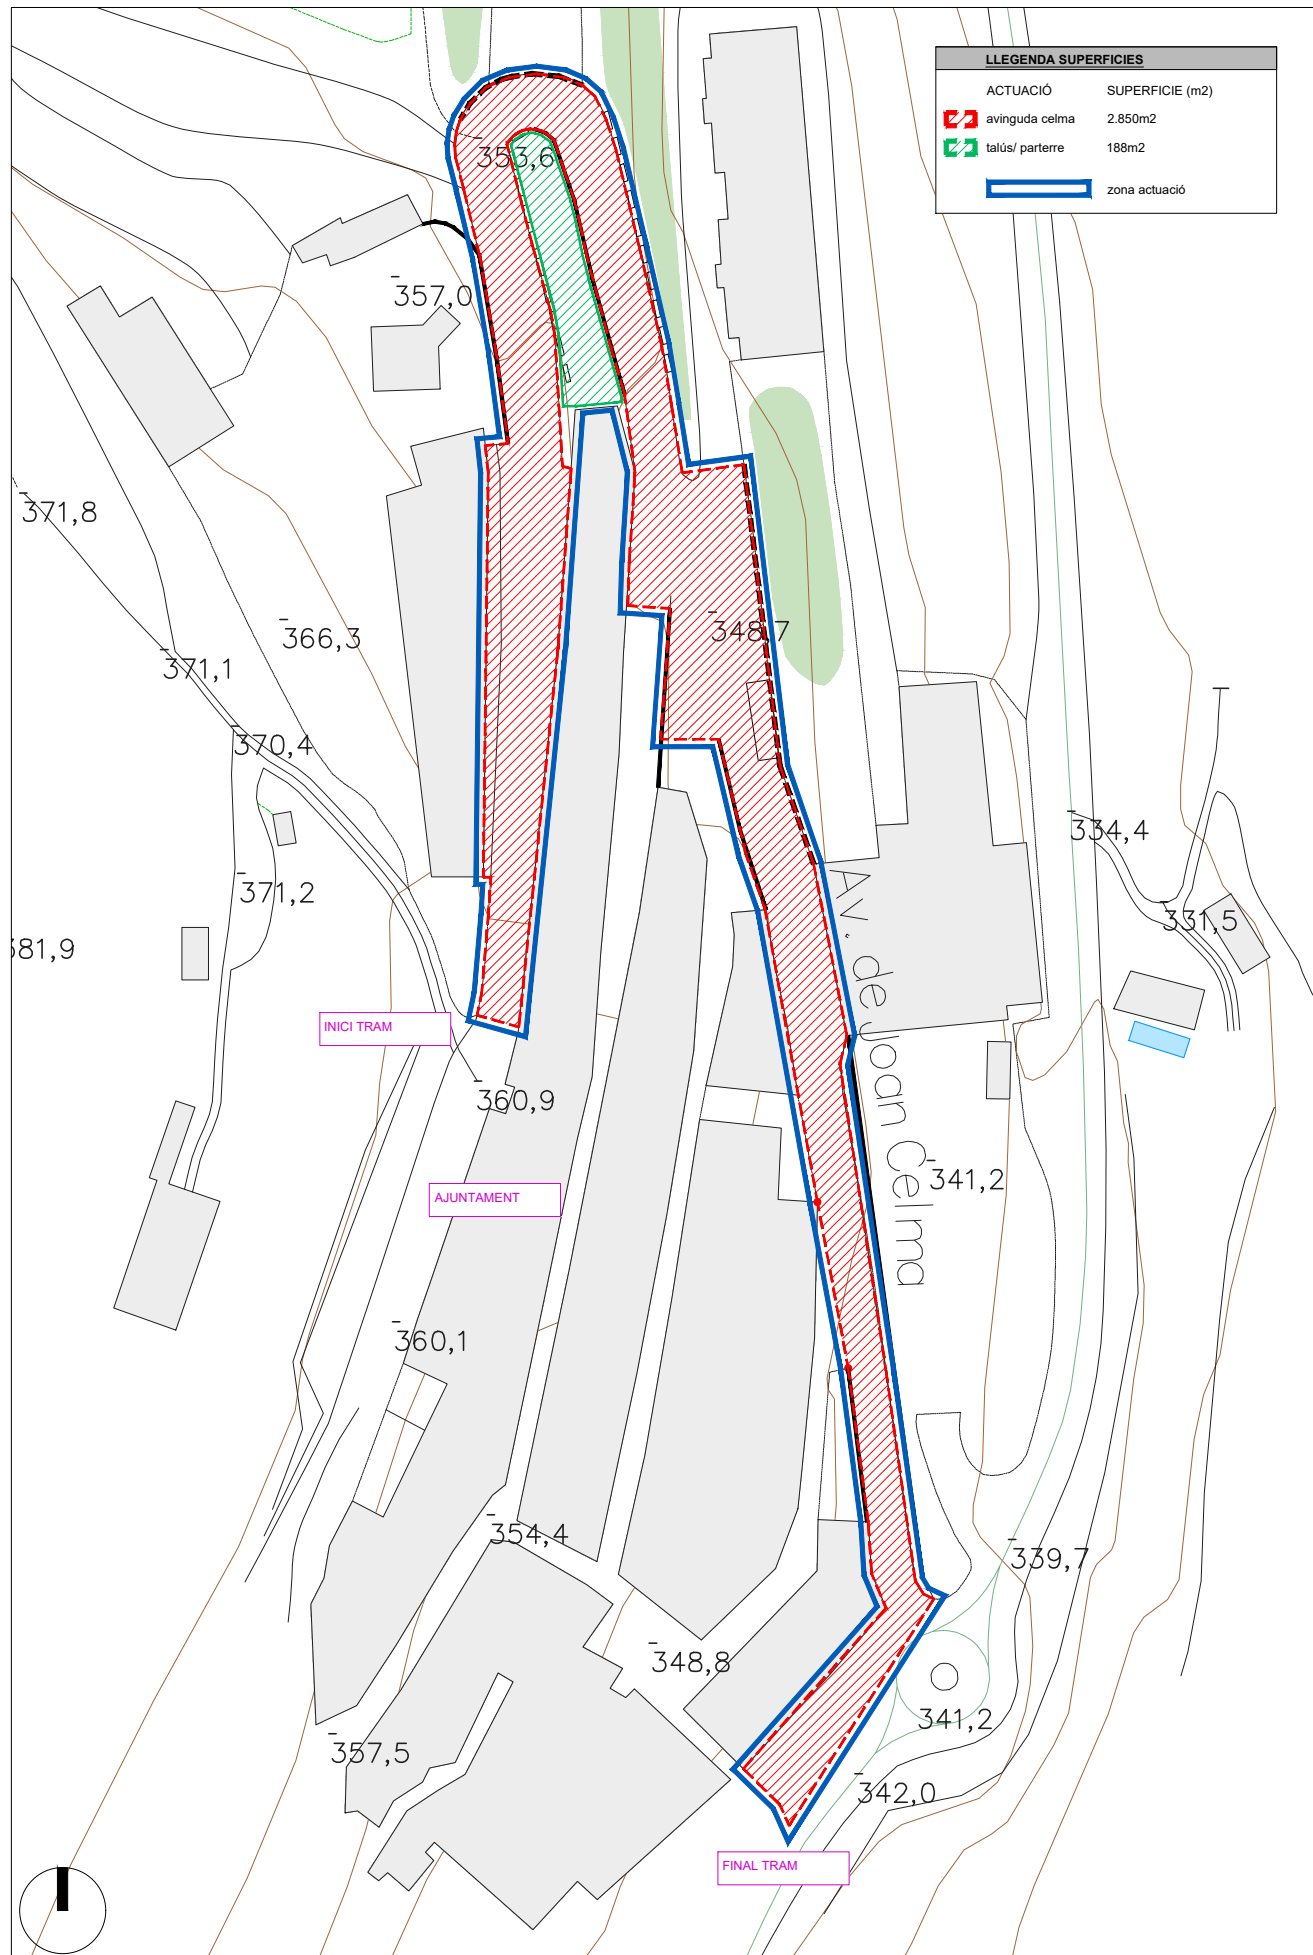 LLEGENDA SUPERFICIES
ACTUACIÓ SUPERFICIE (m2)
avinguda celma 2.850m2
talús/ parterre 188m2
zona actuació
353,6
357,0
371,8
366,3
348,7
371,1
370,4
334,4
371,2
331,5
381,9
Av. de Joan Celma
INICI TRAM
360,9
341,2
AJUNTAMENT
360,1
354,4
339,7
348,8
341,2
357,5
342,0
FINAL TRAM